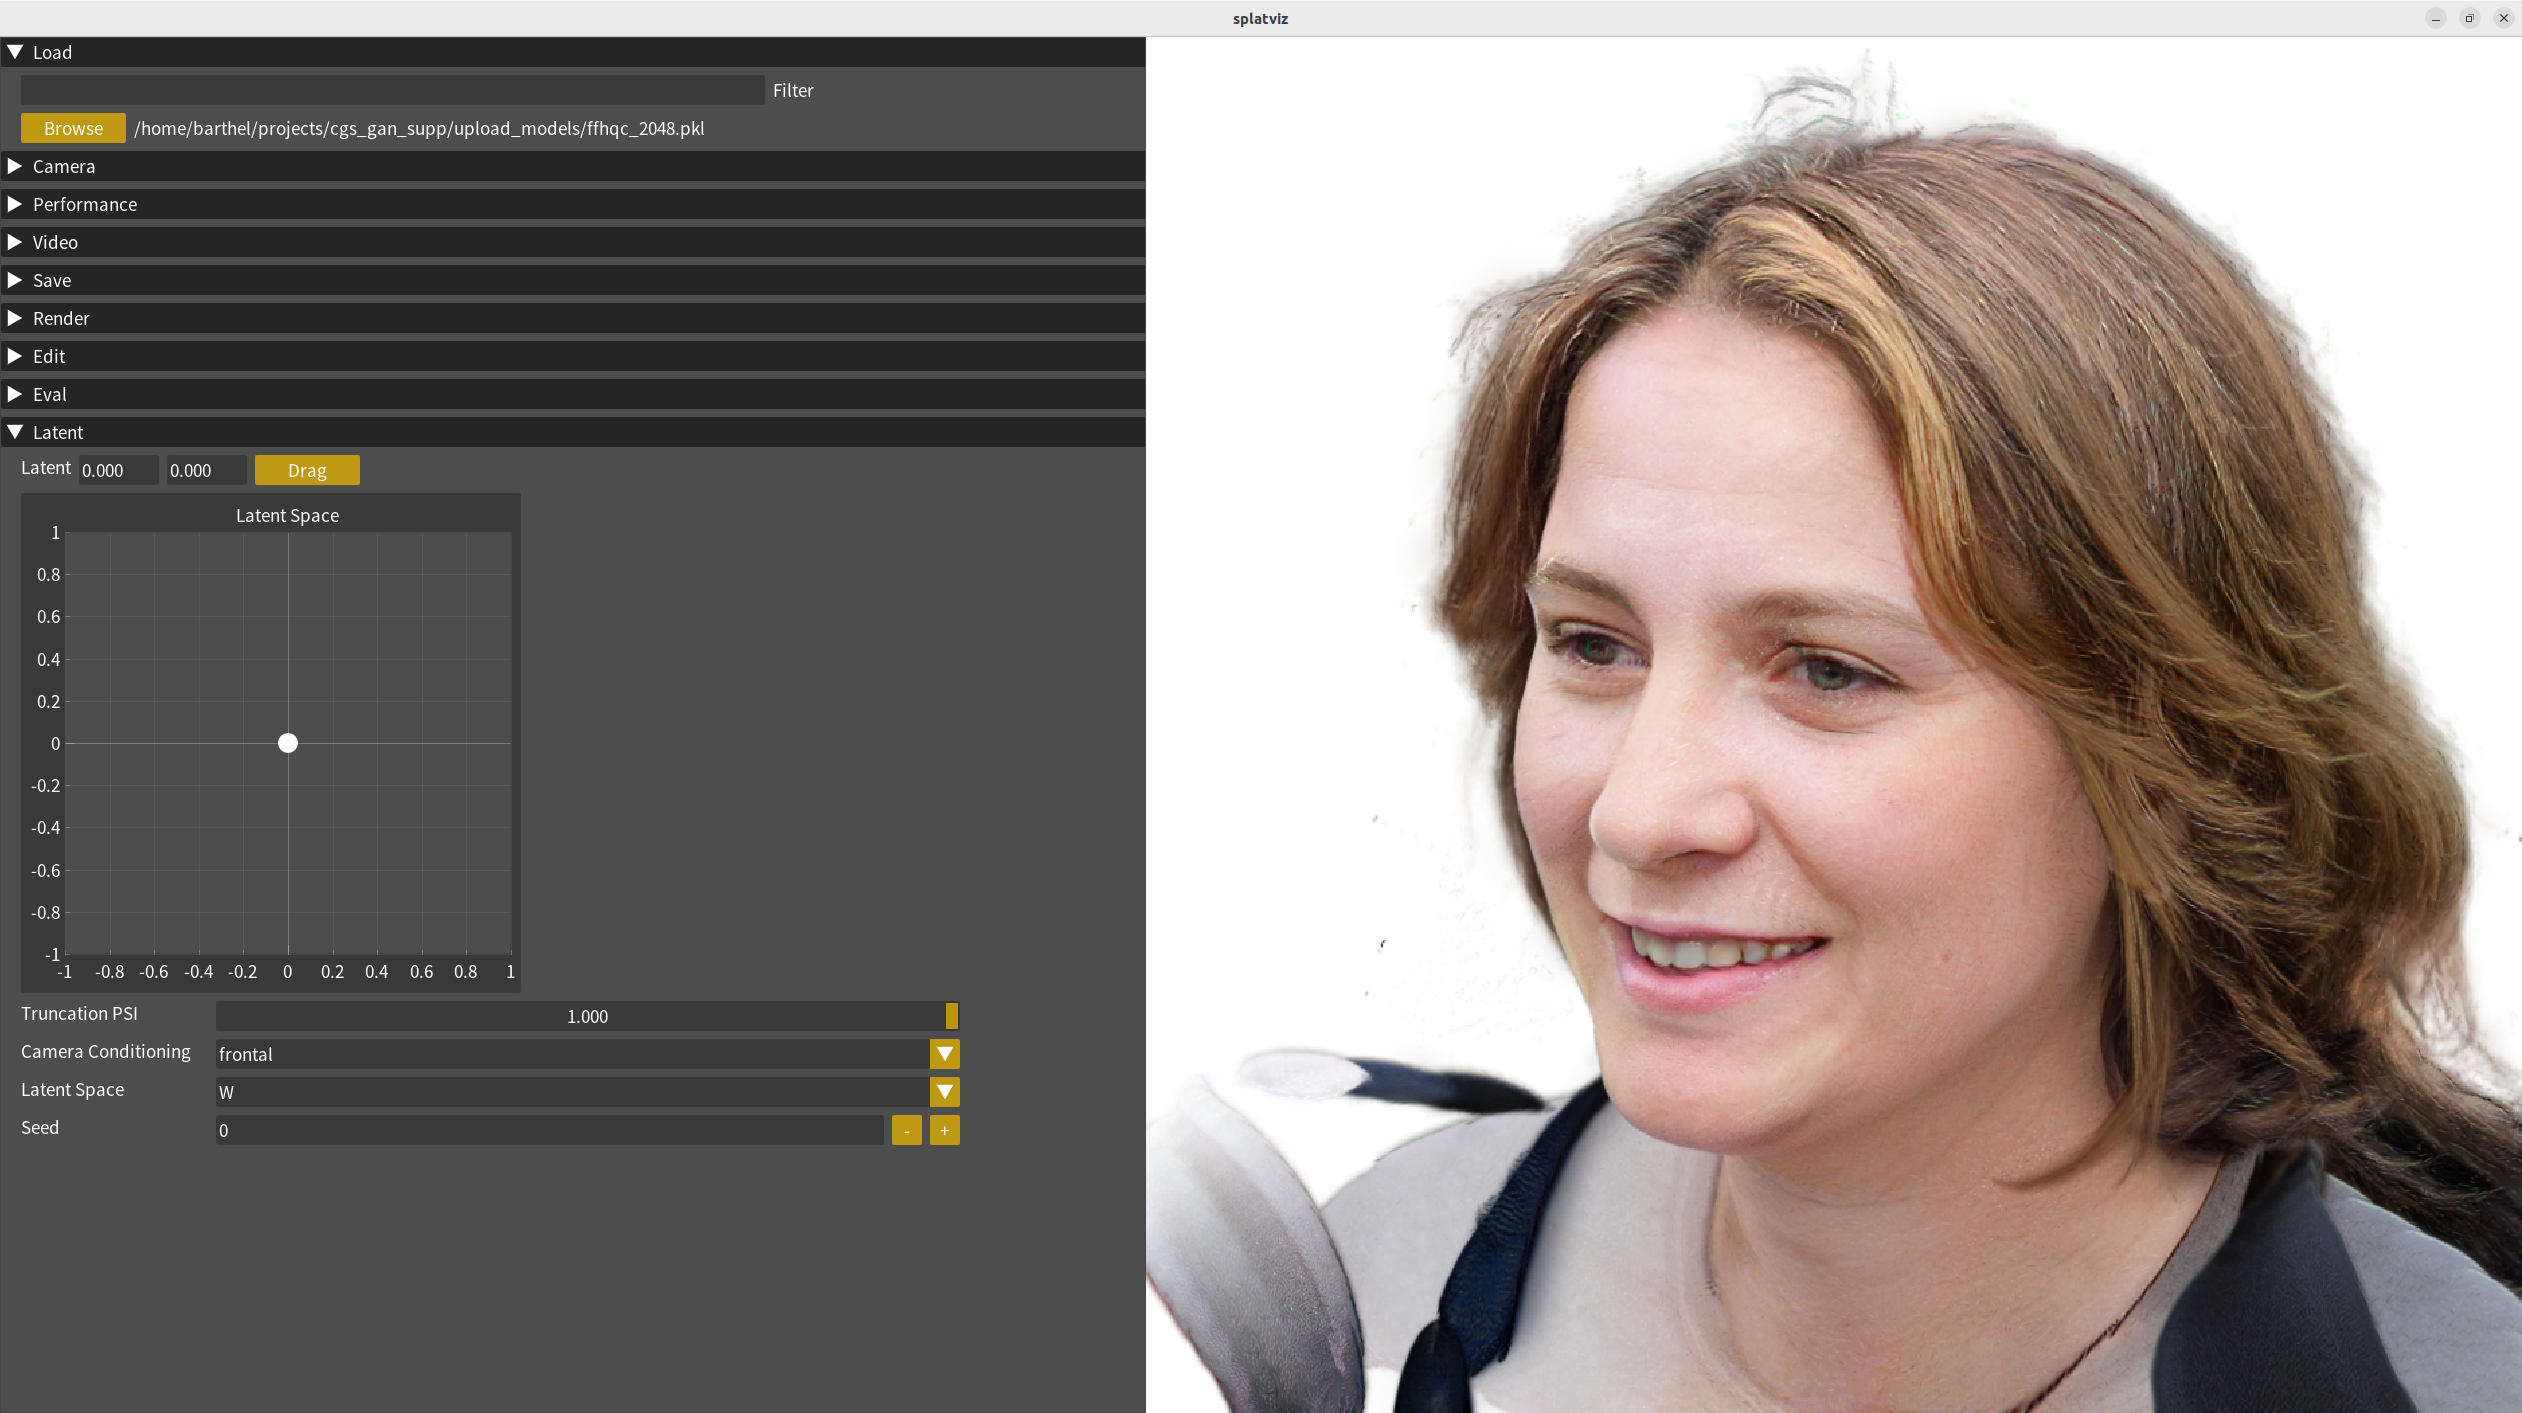 splatviz
Load
Filter
Browse /home/barthel/projects/cgs_gan_supp/upload_models/ffhqc_2048.pkl
Camera
Performance
Video
Save
Render
Edit
Eval
Latent
Latent 0.000 0.000 Drag
Latent Space
1
0.8
0.6
0.4
0.2
0
-0.2
-0.4
-0.6
-0.8
-1
-1 -0.8 -0.6 -0.4 -0.2 0 0.2 0.4 0.6 0.8 1
Truncation PSI 1.000
Camera Conditioning frontal
Latent Space W
Seed 0 - +